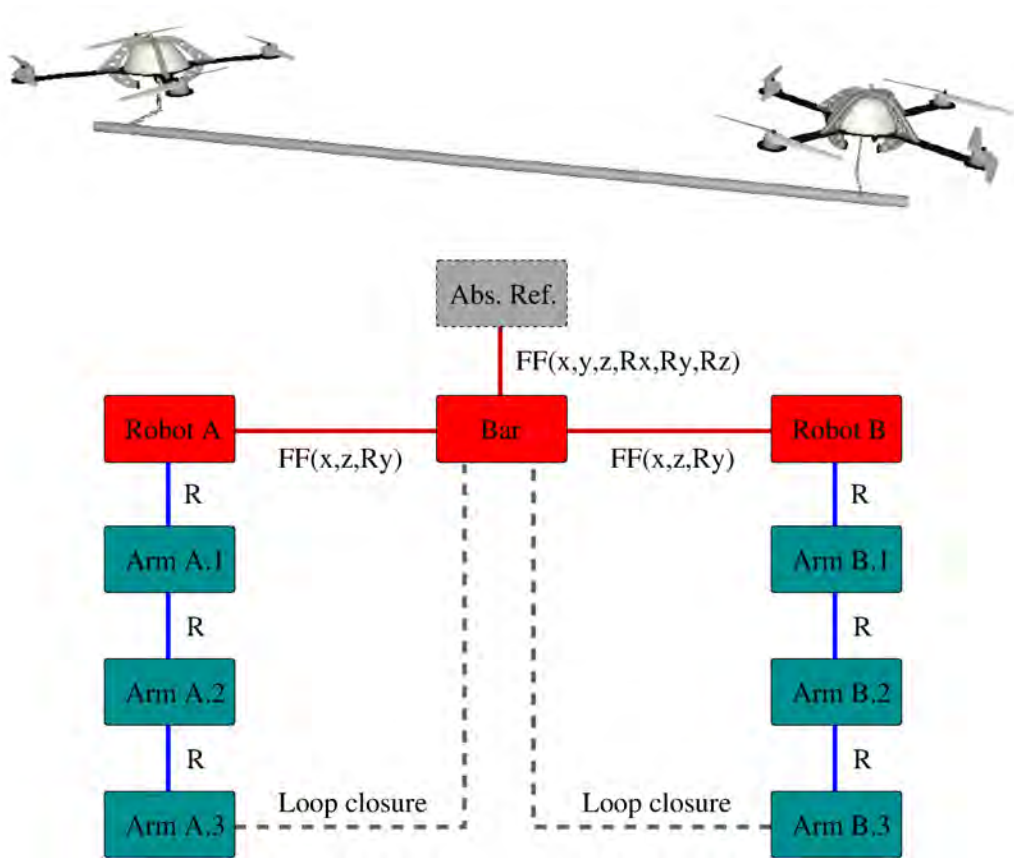 Abs. Ref.
FF(x,y,z,Rx,Ry,Rz)
Robot A
Bar
Robot B
FF(x,z,Ry)
FF(x,z,Ry)
R
R
Arm A.1
Arm B.1
R
R
Arm A.2
Arm B.2
R
R
Loop closure
Loop closure
Arm A.3
Arm B.3